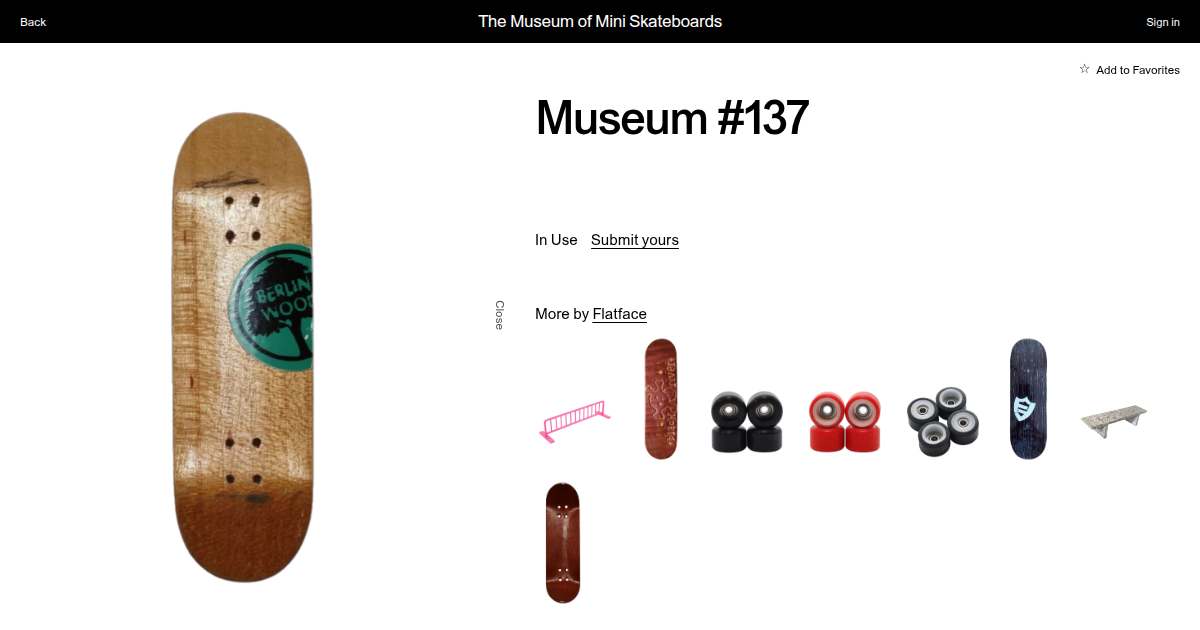 Back
The Museum of Mini Skateboards
Sign in
☆ Add to Favorites
Museum #137
In Use Submit yours
BERLIN
WOOD
Close
More by Flatface